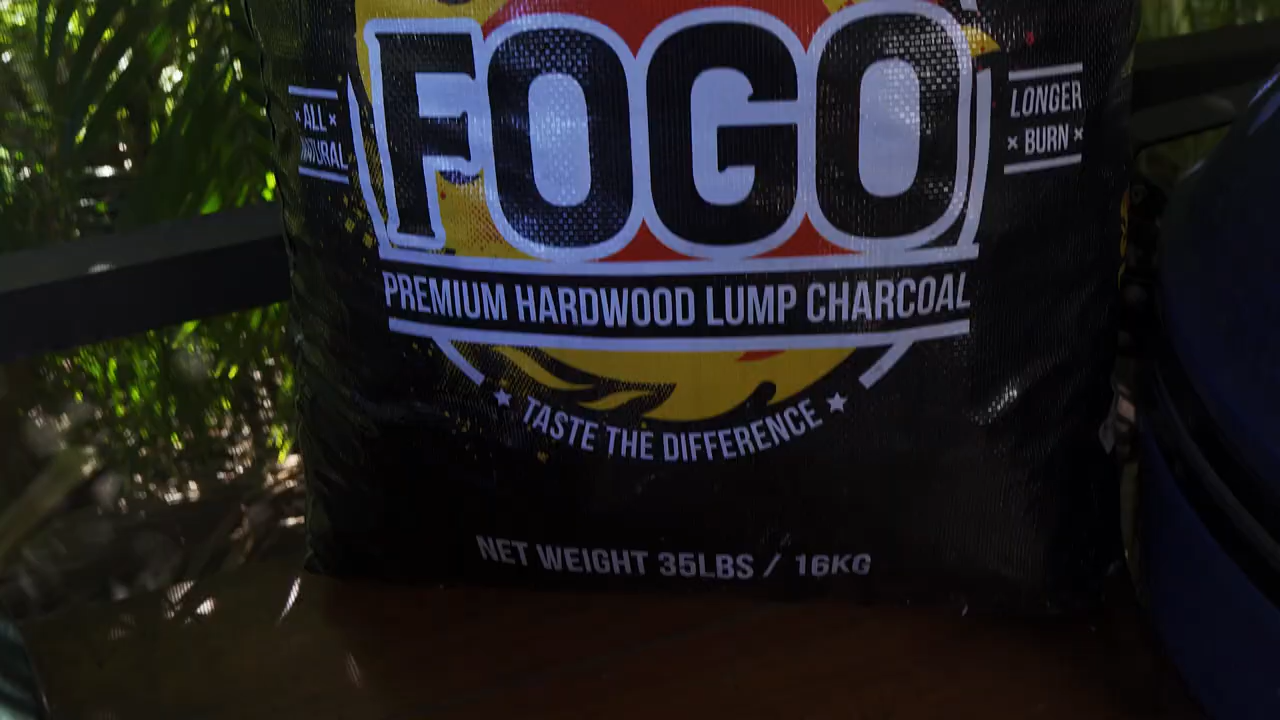 FOGO
× ALL ×
NATURAL
LONGER
× BURN ×
PREMIUM HARDWOOD LUMP CHARCOAL
★ TASTE THE DIFFERENCE ★
NET WEIGHT 35LBS / 16KG